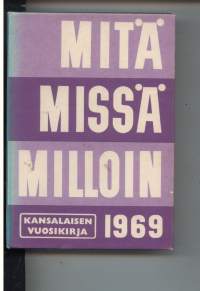 MITÄ
MISSÄ
MILLOIN
KANSALAISEN
VUOSIKIRJA
1969